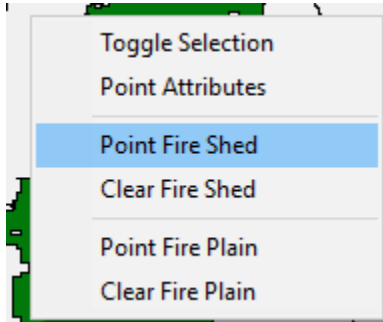 Toggle Selection
Point Attributes
Point Fire Shed
Clear Fire Shed
Point Fire Plain
Clear Fire Plain